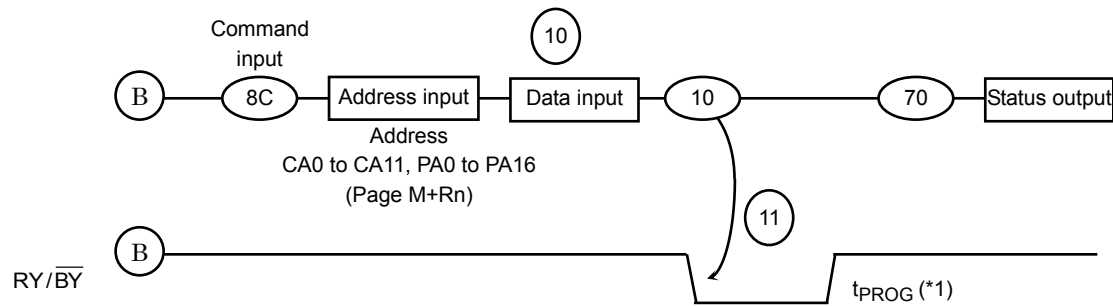 Command
input
10
B
8C
Address input
Data input
10
70
Status output
Address
CA0 to CA11, PA0 to PA16
(Page M+Rn)
11
B
RY/BY
tPROG (*1)